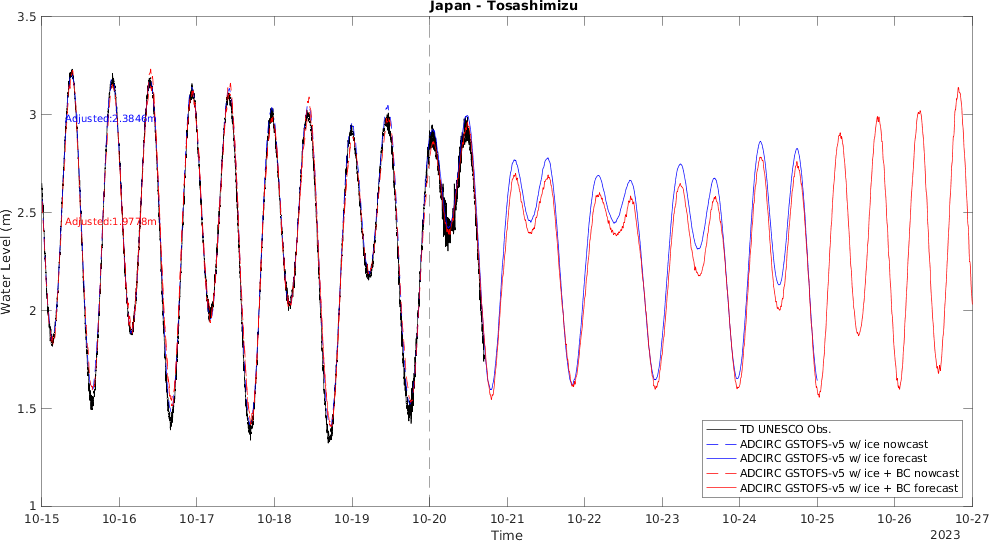 Japan - Tosashimizu
3.5
3
2.5
2
1.5
1
Water Level (m)
Adjusted:2.3846m
Adjusted:1.9778m
TD UNESCO Obs.
ADCIRC GSTOFS-v5 w/ ice nowcast
ADCIRC GSTOFS-v5 w/ ice forecast
ADCIRC GSTOFS-v5 w/ ice + BC nowcast
ADCIRC GSTOFS-v5 w/ ice + BC forecast
10-15 10-16 10-17 10-18 10-19 10-20 10-21 10-22 10-23 10-24 10-25 10-26 10-27
Time
2023